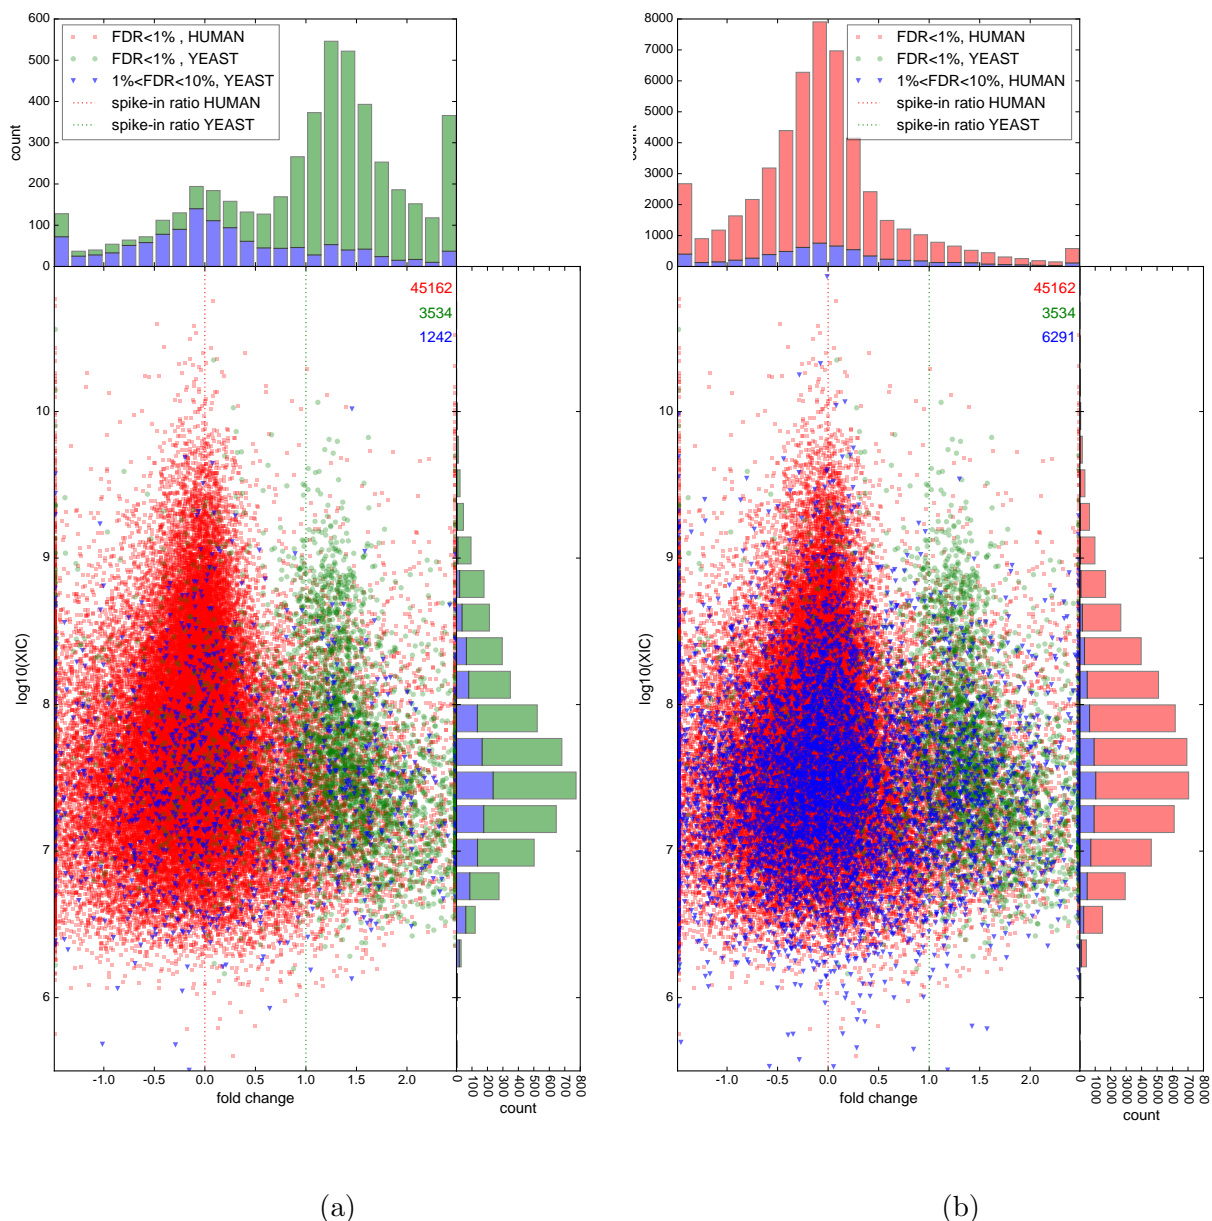 600
500
400
300
200
100
0
count
FDR<1% , HUMAN
FDR<1% , YEAST
1%<FDR<10%, YEAST
spike-in ratio HUMAN
spike-in ratio YEAST
45162
3534
1242
10
9
8
7
6
log10(XIC)
-1.0 -0.5 0.0 0.5 1.0 1.5 2.0
fold change
0 100 200 300 400 500 600 700 800
count
(a)
8000
7000
6000
5000
4000
3000
2000
1000
0
count
FDR<1%, HUMAN
FDR<1%, YEAST
1%<FDR<10%, HUMAN
spike-in ratio HUMAN
spike-in ratio YEAST
45162
3534
6291
10
9
8
7
6
log10(XIC)
-1.0 -0.5 0.0 0.5 1.0 1.5 2.0
fold change
0 1000 2000 3000 4000 5000 6000 7000 8000
count
(b)